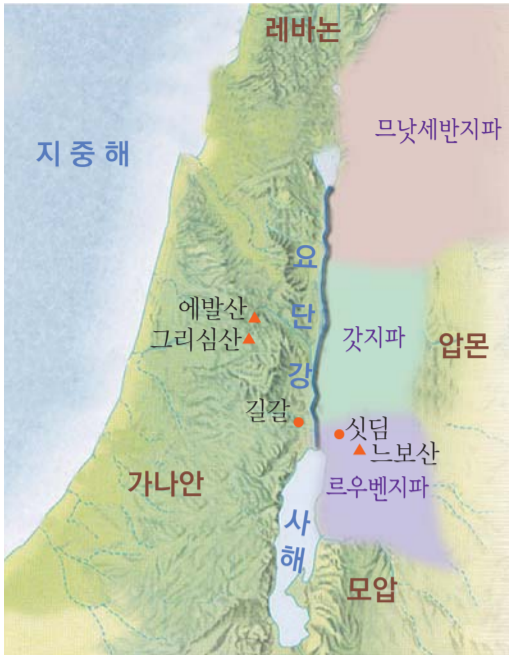 레바논
므낫세반지파
지중해
요단강
에발산
그리심산
갓지파
압몬
길갈
싯딤
느보산
가나안
르우벤지파
사해
모압